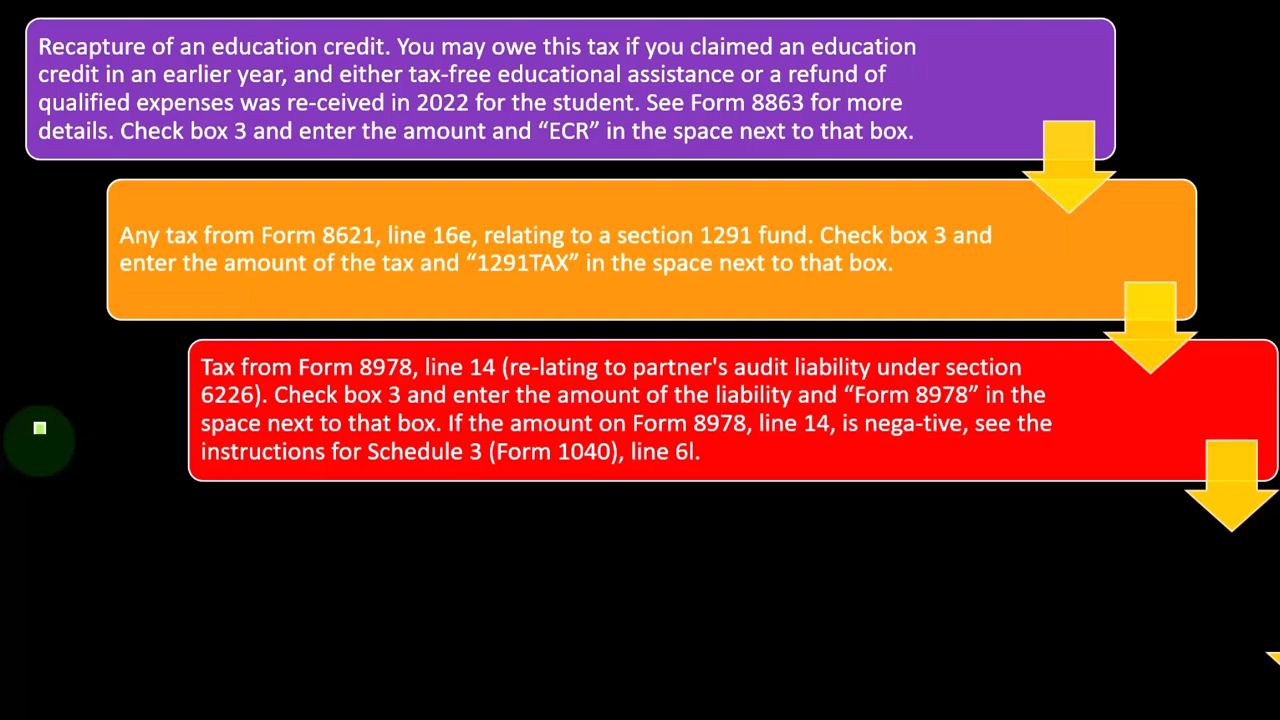 Recapture of an education credit. You may owe this tax if you claimed an education
credit in an earlier year, and either tax-free educational assistance or a refund of
qualified expenses was re-ceived in 2022 for the student. See Form 8863 for more
details. Check box 3 and enter the amount and “ECR” in the space next to that box.
Any tax from Form 8621, line 16e, relating to a section 1291 fund. Check box 3 and
enter the amount of the tax and “1291TAX” in the space next to that box.
Tax from Form 8978, line 14 (re-lating to partner's audit liability under section
6226). Check box 3 and enter the amount of the liability and “Form 8978” in the
space next to that box. If the amount on Form 8978, line 14, is nega-tive, see the
instructions for Schedule 3 (Form 1040), line 6l.